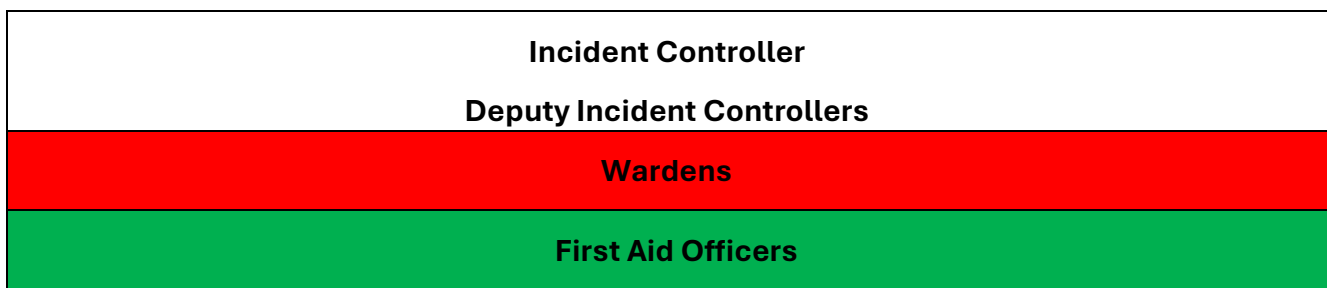 Incident Controller
Deputy Incident Controllers
Wardens
First Aid Officers